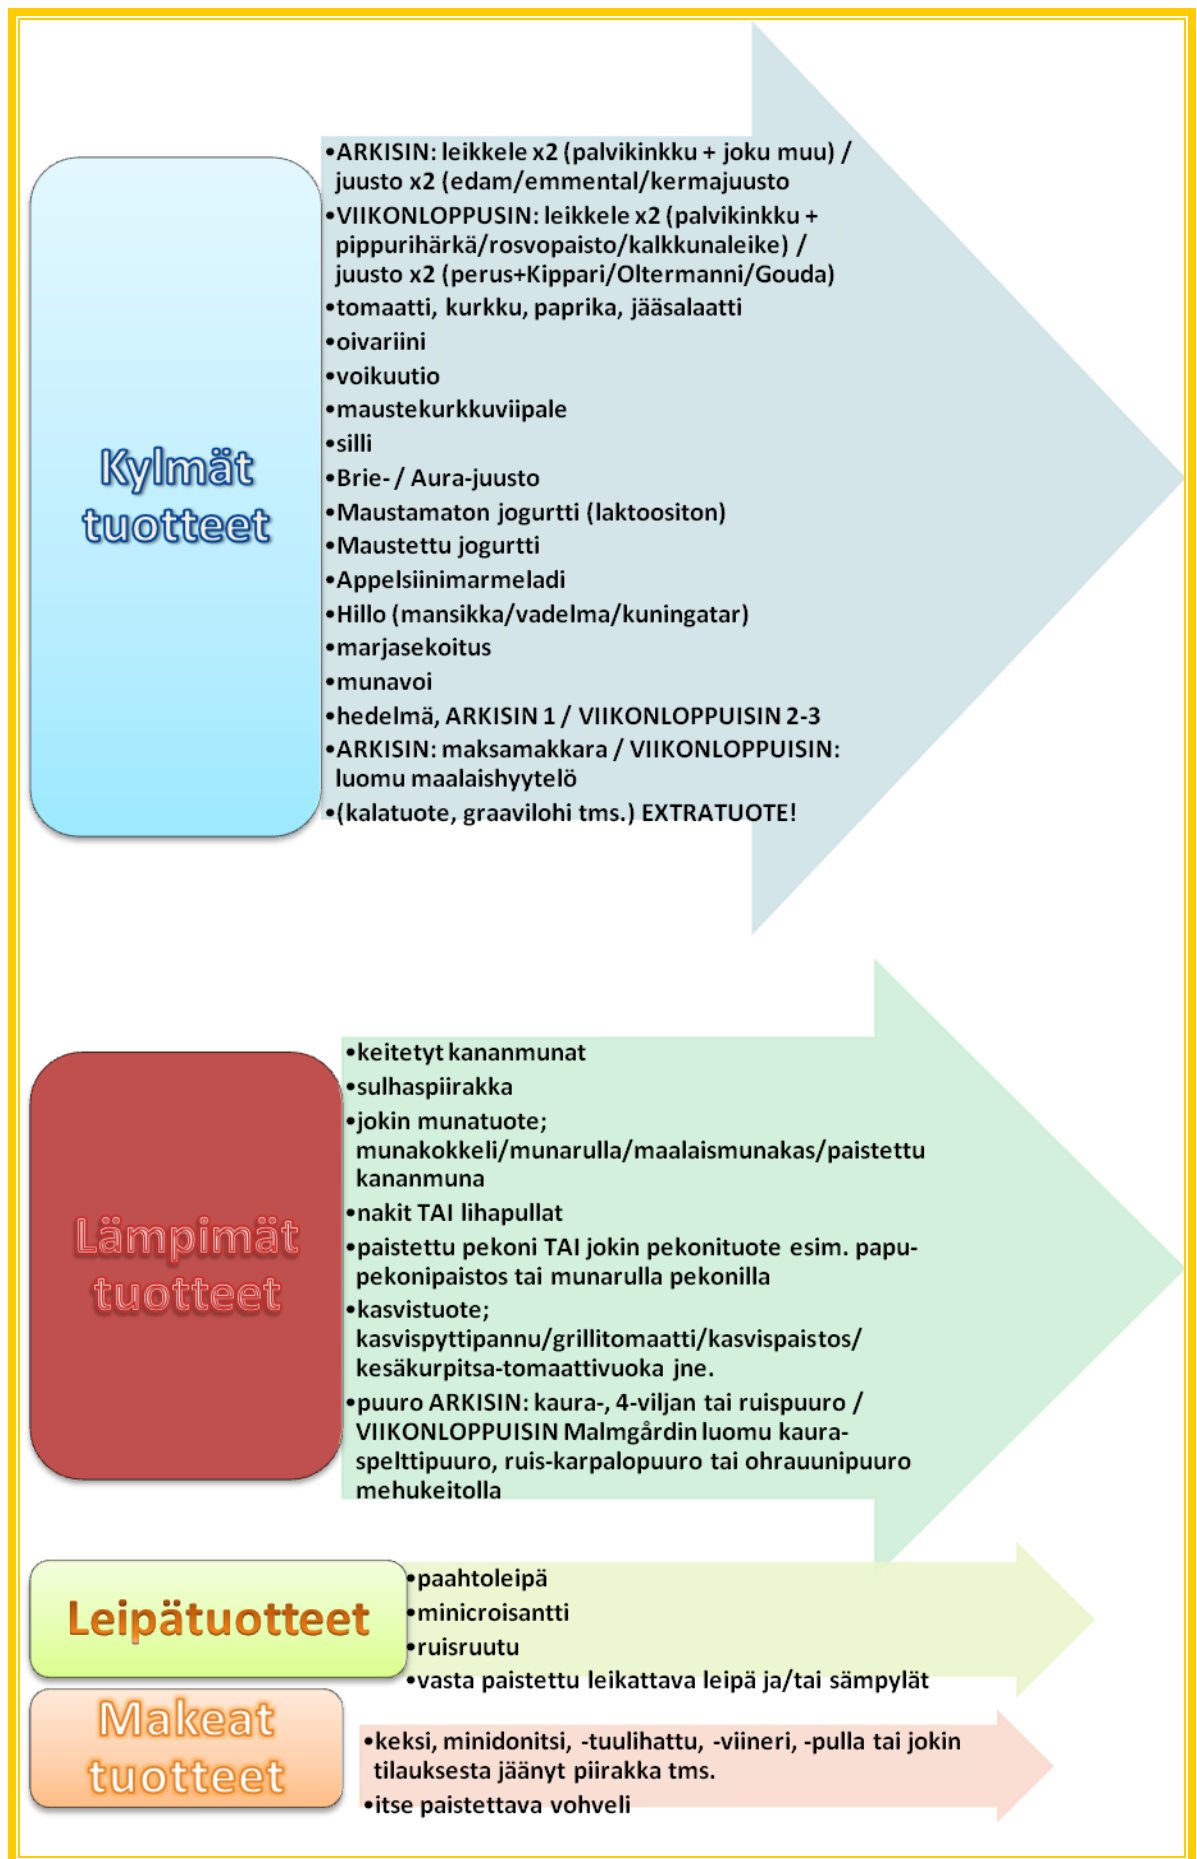 Kylmät
tuotteet
•ARKISIN: leikkele x2 (palvikinkku + joku muu) /
juusto x2 (edam/emmental/kermajuusto
•VIIKONLOPPUSIN: leikkele x2 (palvikinkku +
pippurihärkä/rosvopaisto/kalkkunaleike) /
juusto x2 (perus+Kippari/Oltermanni/Gouda)
•tomaatti, kurkku, paprika, jääsalaatti
•oivariini
•voikuutio
•maustekurkkuviipale
•silli
•Brie- / Aura-juusto
•Maustamaton jogurtti (laktoositon)
•Maustettu jogurtti
•Appelsiinimarmeladi
•Hillo (mansikka/vadelma/kuningatar)
•marjasekoitus
•munavoi
•hedelmä, ARKISIN 1 / VIIKONLOPPUISIN 2-3
•ARKISIN: maksamakkara / VIIKONLOPPUISIN:
luomu maalaishyytelö
•(kalatuote, graavilohi tms.) EXTRATUOTE!
Lämpimät
tuotteet
•keitetyt kananmunat
•sulhaspiirakka
•jokin munatuote;
munakokkeli/munarulla/maalaismunakas/paistettu
kananmuna
•nakit TAI lihapullat
•paistettu pekoni TAI jokin pekonituote esim. papu-
pekonipaistos tai munarulla pekonilla
•kasvistuote;
kasvispyttipannu/grillitomaatti/kasvispaistos/
kesäkurpitsa-tomaattivuoka jne.
•puuro ARKISIN: kaura-, 4-viljan tai ruispuuro /
VIIKONLOPPUISIN Malmgårdin luomu kaura-
spelttipuuro, ruis-karpalopuuro tai ohrauunipuuro
mehukeitolla
Leipätuotteet
•paahtoleipä
•minicroisantti
•ruisruutu
•vasta paistettu leikattava leipä ja/tai sämpylät
Makeat
tuotteet
•keksi, minidonitsi, -tuulihattu, -viineri, -pulla tai jokin
tilauksesta jäänyt piirakka tms.
•itse paistettava vohveli